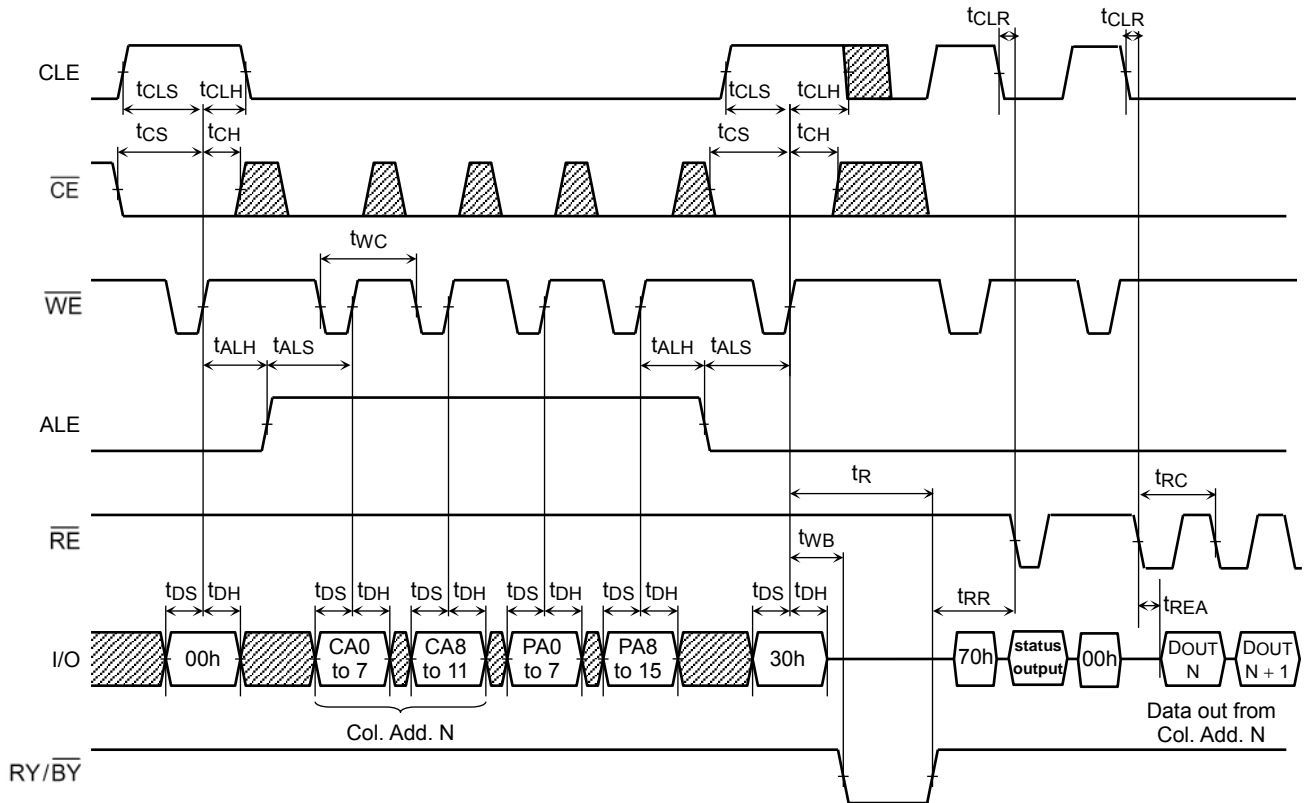 tCLR tCLR
CLE
tCLS tCLH tCLS tCLH
tCS tCH tCS tCH
CE
tWC
WE
tALH tALS tALH tALS
ALE
tR
tRC
RE
tWB
tDS tDH tDS tDH tDS tDH tDS tDH tDS tDH tDS tDH
tRR
tREA
I/O
00h
CA0 to 7
CA8 to 11
PA0 to 7
PA8 to 15
30h
70h
status output
00h
DOUT N
DOUT N + 1
Col. Add. N
Data out from
Col. Add. N
RY/BY